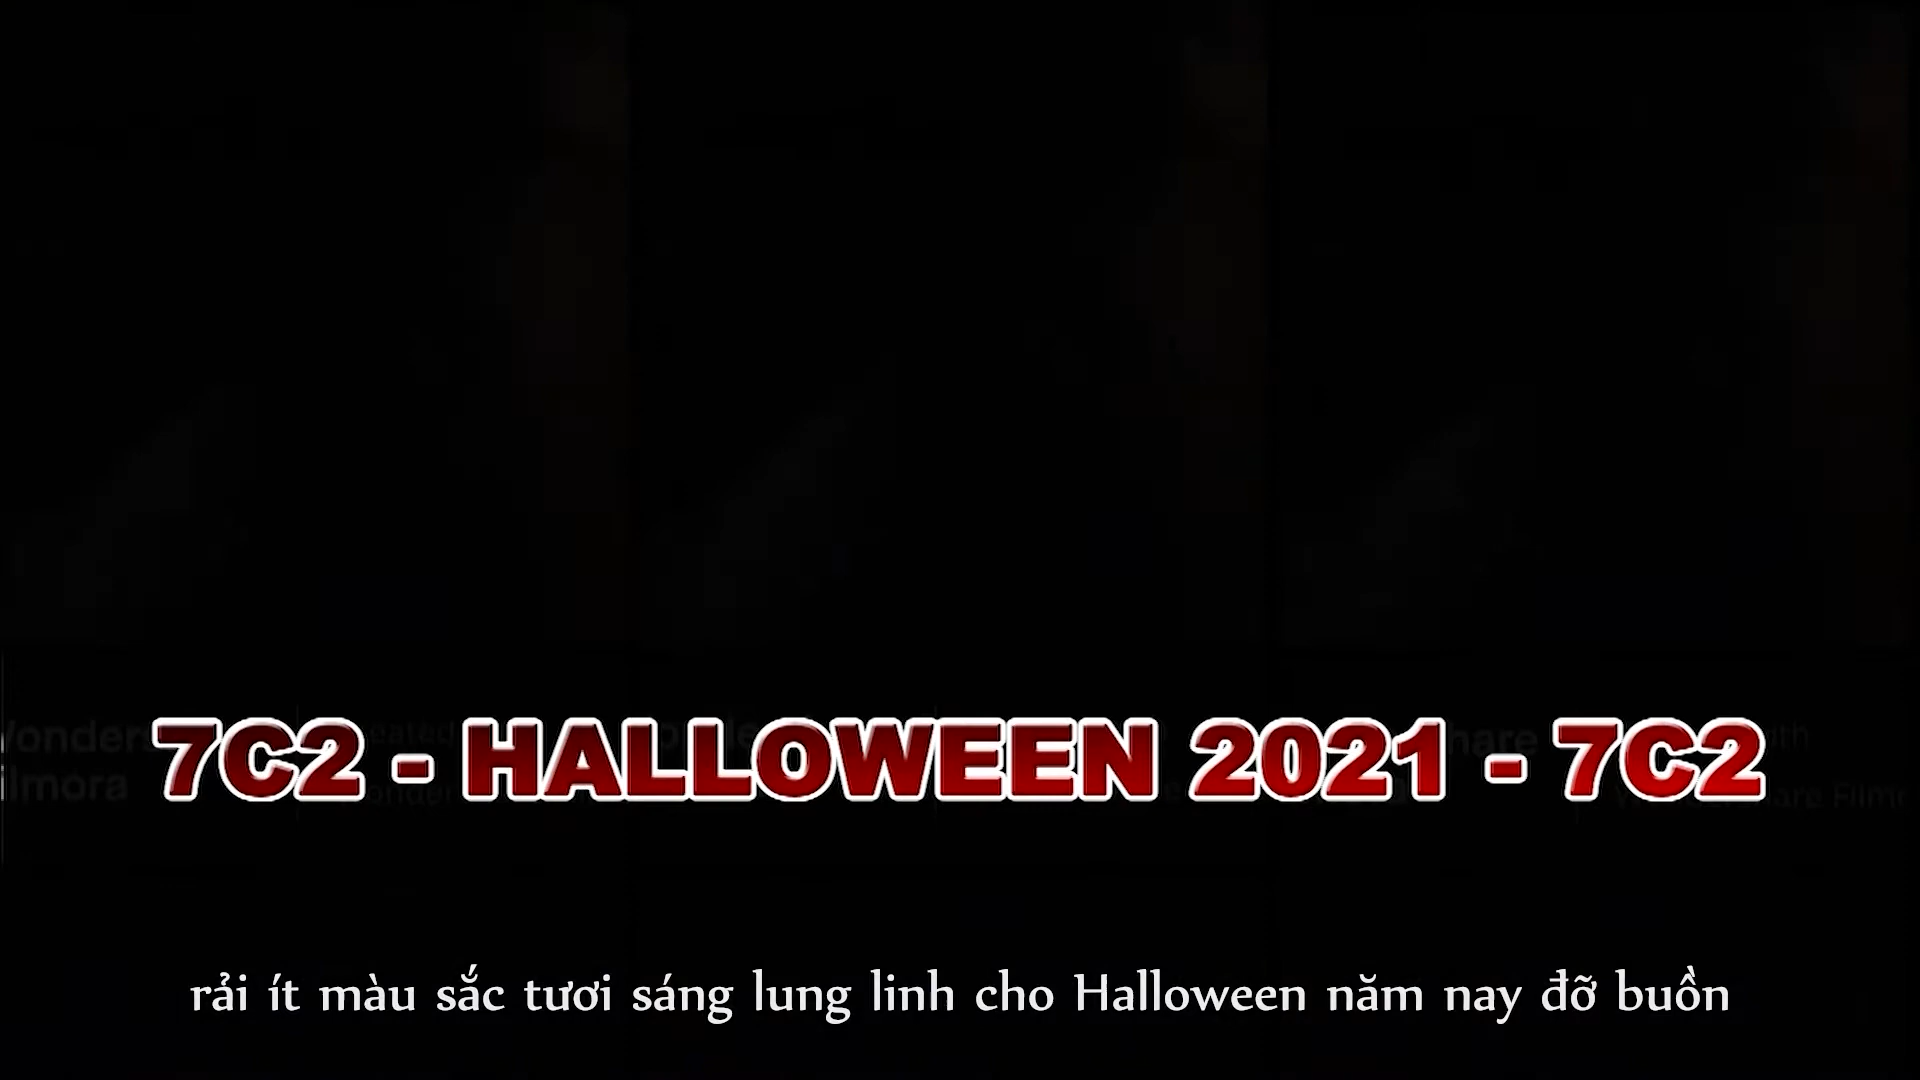 7C2 - HALLOWEEN 2021 - 7C2
rải ít màu sắc tươi sáng lung linh cho Halloween năm nay đỡ buồn